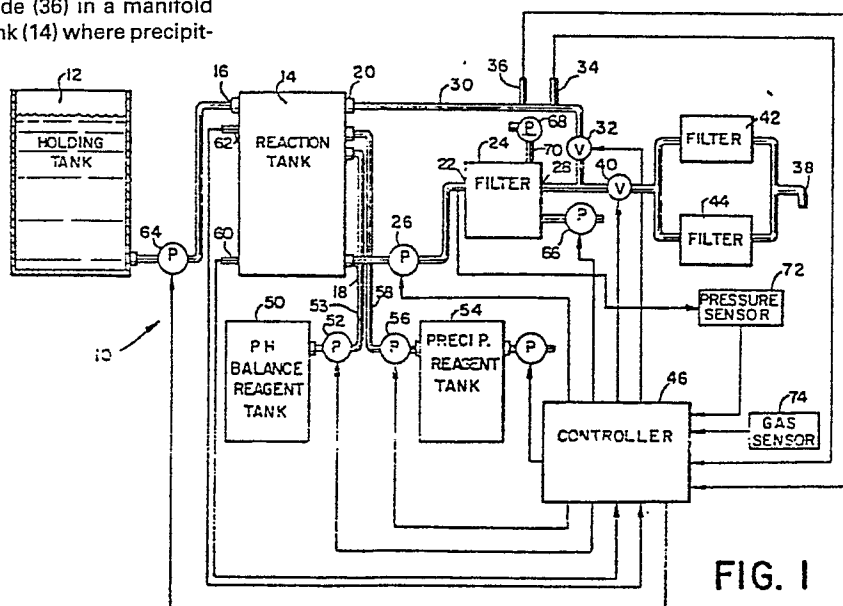 de (36) in a manifold
nk (14) where precipit-
12
HOLDING
TANK
64
P
10
16
14
20
62
REACTION
TANK
60
18
53
58
30
36
34
68
P
70
32
V
24
22
FILTER
28
26
P
P
66
40
V
42
FILTER
44
FILTER
38
72
PRESSURE
SENSOR
74
GAS
SENSOR
46
CONTROLLER
50
PH
BALANCE
REAGENT
TANK
52
P
56
P
54
PRECIP.
REAGENT
TANK
P
FIG. 1